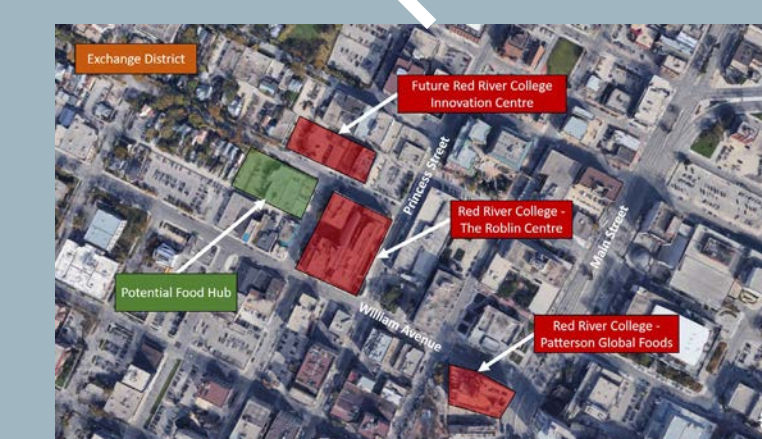 Exchange District
Future Red River College
Innovation Centre
Princess Street
Red River College -
The Roblin Centre
Main Street
Potential Food Hub
William Avenue
Red River College -
Patterson Global Foods